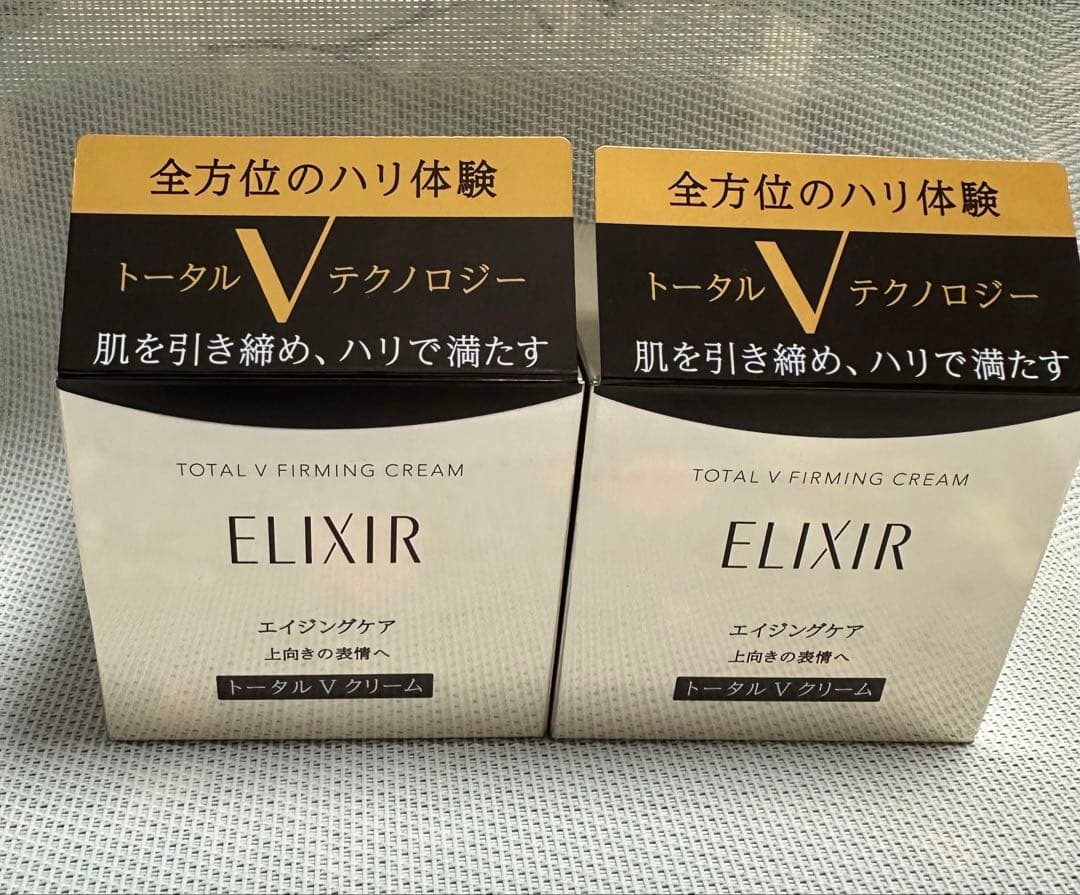 全方位のハリ体験
トータル V テクノロジー
肌を引き締め、ハリで満たす
TOTAL V FIRMING CREAM
ELIXIR
エイジングケア
上向きの表情へ
トータル V クリーム
全方位のハリ体験
トータル V テクノロジー
肌を引き締め、ハリで満たす
TOTAL V FIRMING CREAM
ELIXIR
エイジングケア
上向きの表情へ
トータル V クリーム